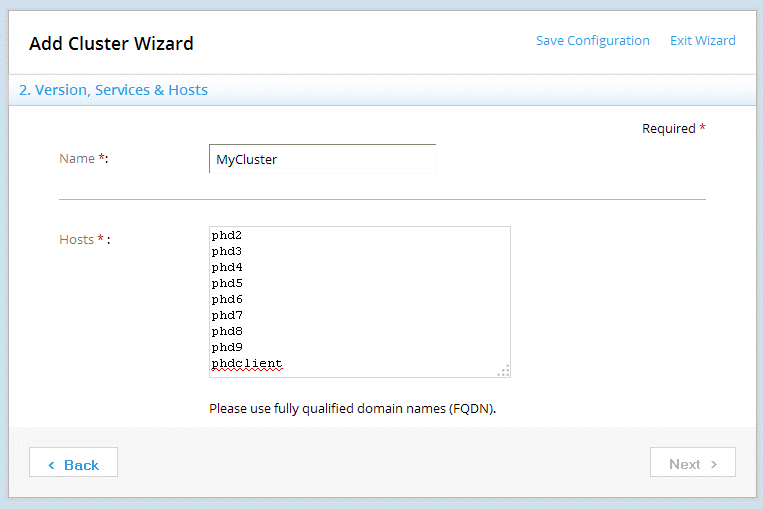 Add Cluster Wizard
Save Configuration Exit Wizard
2. Version, Services & Hosts
Required *
Name *: MyCluster
Hosts * :
phd2
phd3
phd4
phd5
phd6
phd7
phd8
phd9
phdclient
Please use fully qualified domain names (FQDN).
‹ Back
Next ›